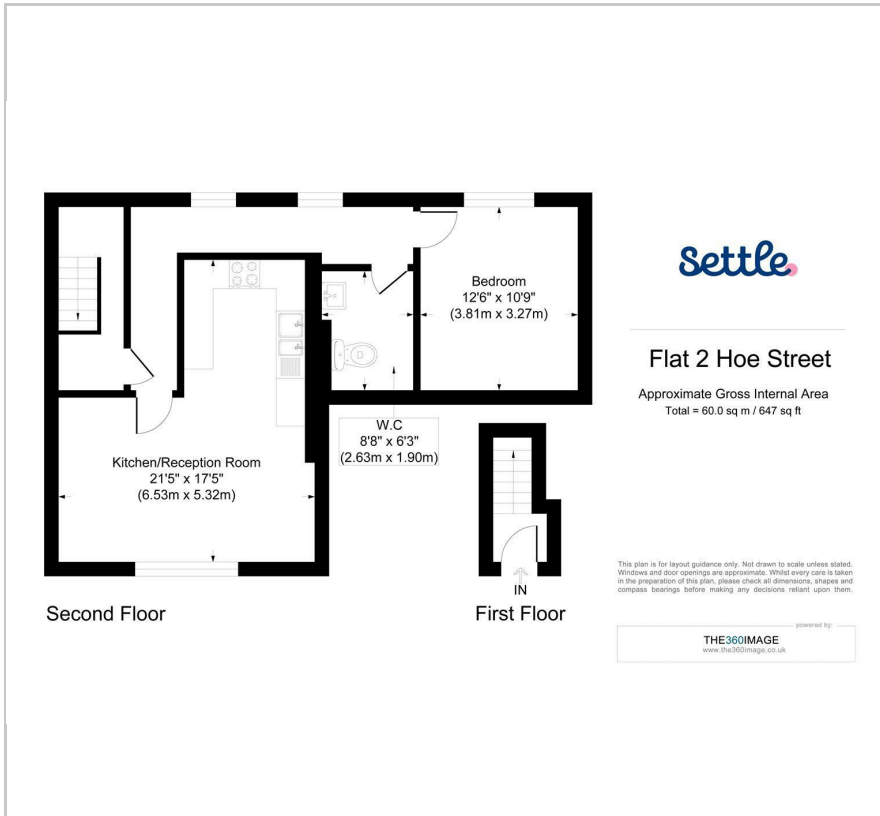 Bedroom
12'6" x 10'9"
(3.81m x 3.27m)
W.C
8'8" x 6'3"
(2.63m x 1.90m)
Kitchen/Reception Room
21'5" x 17'5"
(6.53m x 5.32m)
IN
Second Floor
First Floor
Settle
Flat 2 Hoe Street
Approximate Gross Internal Area
Total = 60.0 sq m / 647 sq ft
This plan is for layout guidance only. Not drawn to scale unless stated.
Windows and door openings are approximate. Whilst every care is taken
in the preparation of this plan, please check all dimensions, shapes and
compass bearings before making any decisions reliant upon them.
powered by:
THE360IMAGE
www.the360image.co.uk